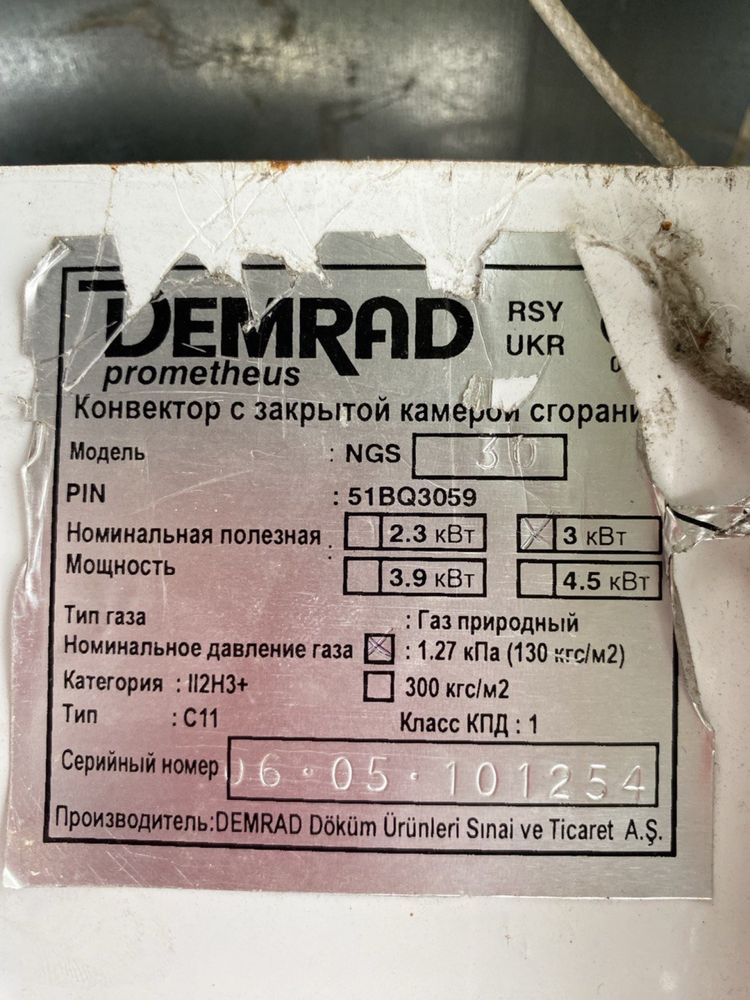 DEMRAD
prometheus
RSY
UKR
Конвектор с закрытой камерой
Модель : NGS 30
PIN : 51BQ3059
Номинальная полезная : 2.3 кВт 3 кВт
Мощность 3.9 кВт 4.5 кВт
Тип газа : Газ природный
Номинальное давление газа : 1.27 кПа (130 кгс/м2)
Категория : II2H3+ 300 кгс/м2
Тип : C11 Класс КПД : 1
Серийный номер 06·05·101254
Производитель:DEMRAD Döküm Ürünleri Sınai ve Ticaret A.Ş.